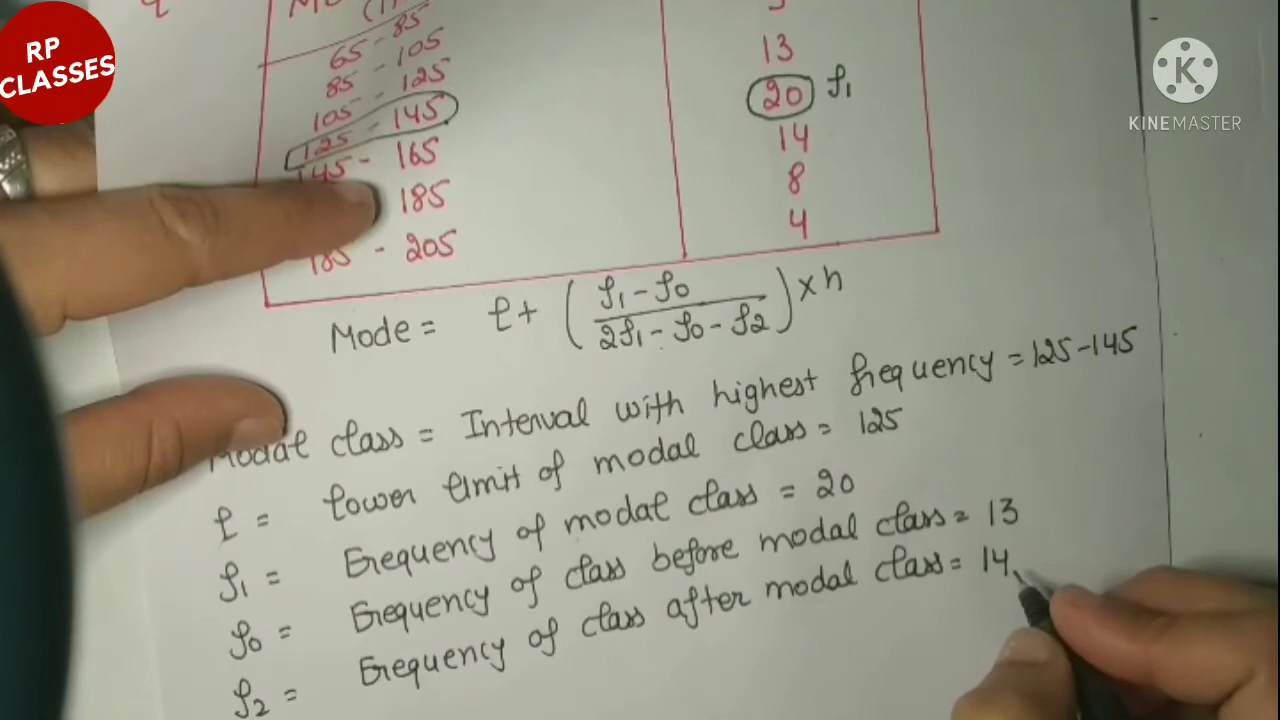 RP
CLASSES
KINEMASTER
65 - 85
85 - 105 13
105 - 125
125 - 145 20 f₁
145 - 165 14
185 8
185 - 205 4
Mode = l + ( f₁ - f₀ / 2f₁ - f₀ - f₂ ) × h
Modal class = Interval with highest frequency = 125-145
l = lower limit of modal class = 125
f₁ = Frequency of modal class = 20
f₀ = Frequency of class before modal class = 13
f₂ = Frequency of class after modal class = 14